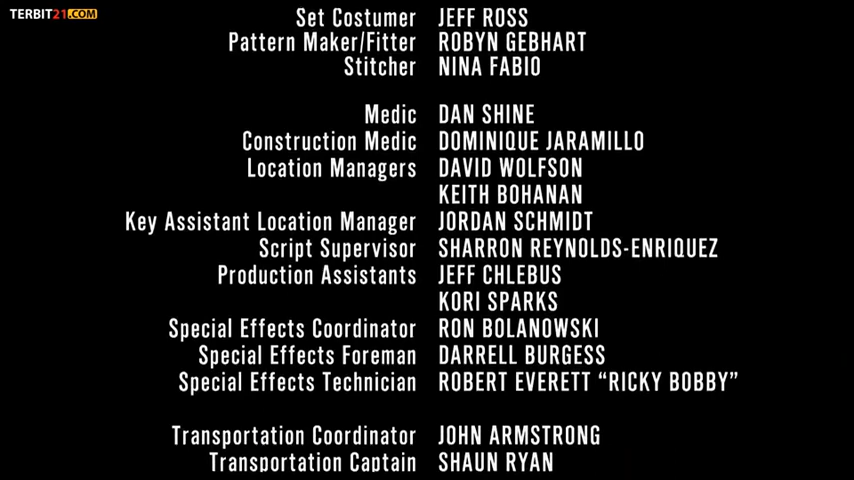 TERBIT21.COM
Set Costumer JEFF ROSS
Pattern Maker/Fitter ROBYN GEBHART
Stitcher NINA FABIO
Medic DAN SHINE
Construction Medic DOMINIQUE JARAMILLO
Location Managers DAVID WOLFSON
KEITH BOHANAN
Key Assistant Location Manager JORDAN SCHMIDT
Script Supervisor SHARRON REYNOLDS-ENRIQUEZ
Production Assistants JEFF CHLEBUS
KORI SPARKS
Special Effects Coordinator RON BOLANOWSKI
Special Effects Foreman DARRELL BURGESS
Special Effects Technician ROBERT EVERETT “RICKY BOBBY”
Transportation Coordinator JOHN ARMSTRONG
Transportation Captain SHAUN RYAN